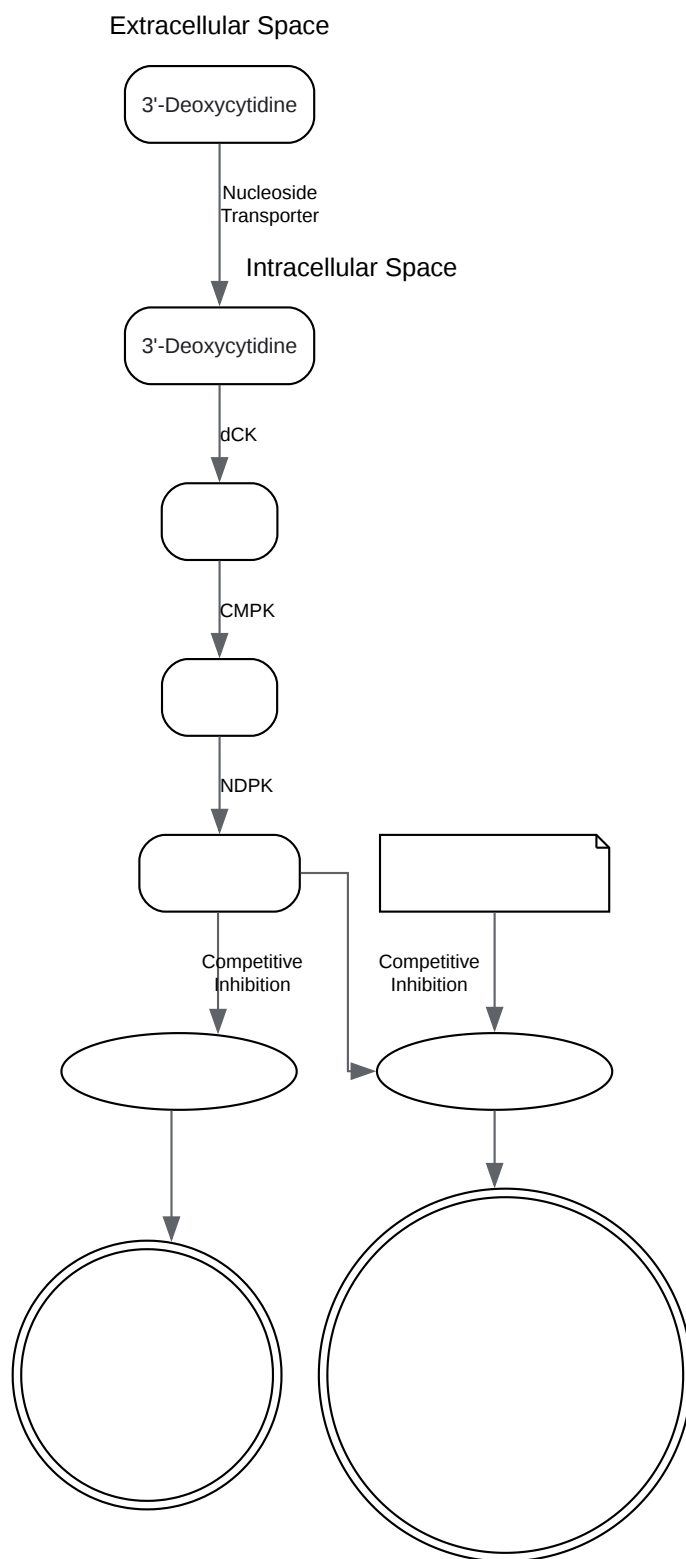 Extracellular Space
3'-Deoxycytidine
Nucleoside
Transporter
Intracellular Space
3'-Deoxycytidine
dCK
CMPK
NDPK
Competitive
Inhibition
Competitive
Inhibition